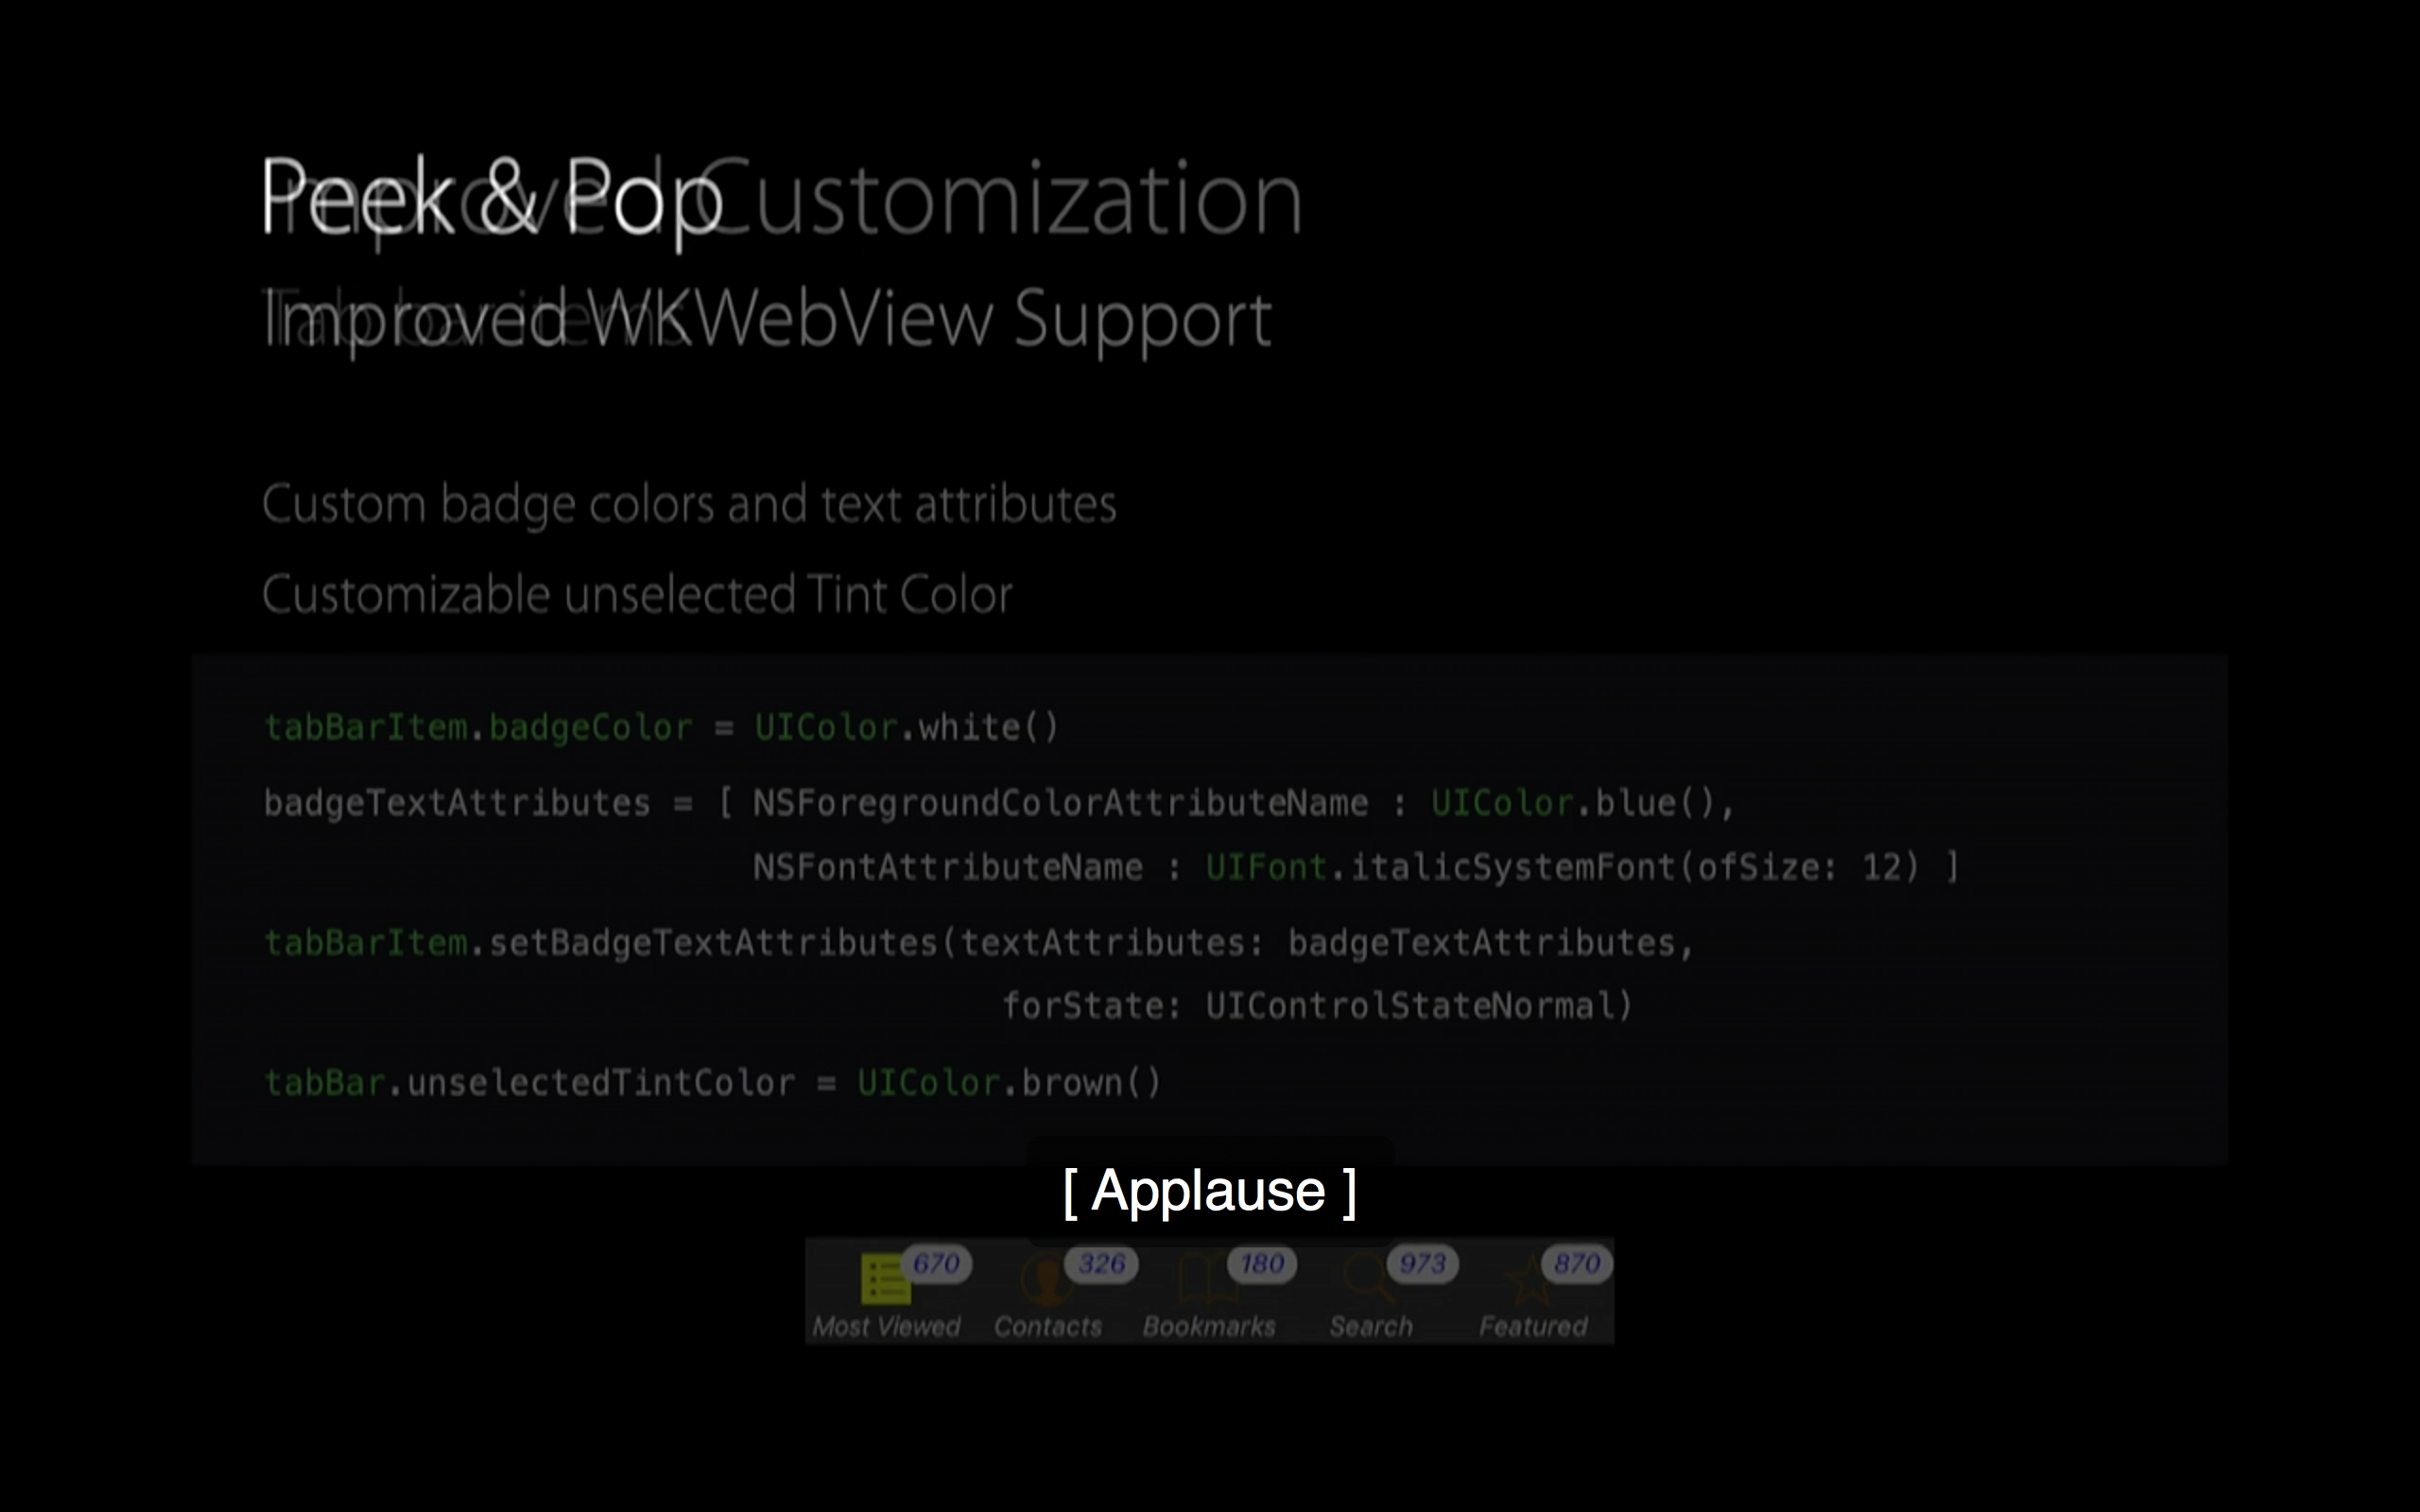 Peek & Pop
Improved Customization
Improved WKWebView Support
Tab bar items
Custom badge colors and text attributes
Customizable unselected Tint Color
tabBarItem.badgeColor = UIColor.white()
badgeTextAttributes = [ NSForegroundColorAttributeName : UIColor.blue(),
NSFontAttributeName : UIFont.italicSystemFont(ofSize: 12) ]
tabBarItem.setBadgeTextAttributes(textAttributes: badgeTextAttributes,
forState: UIControlStateNormal)
tabBar.unselectedTintColor = UIColor.brown()
[ Applause ]
670 326 180 973 870
Most Viewed Contacts Bookmarks Search Featured